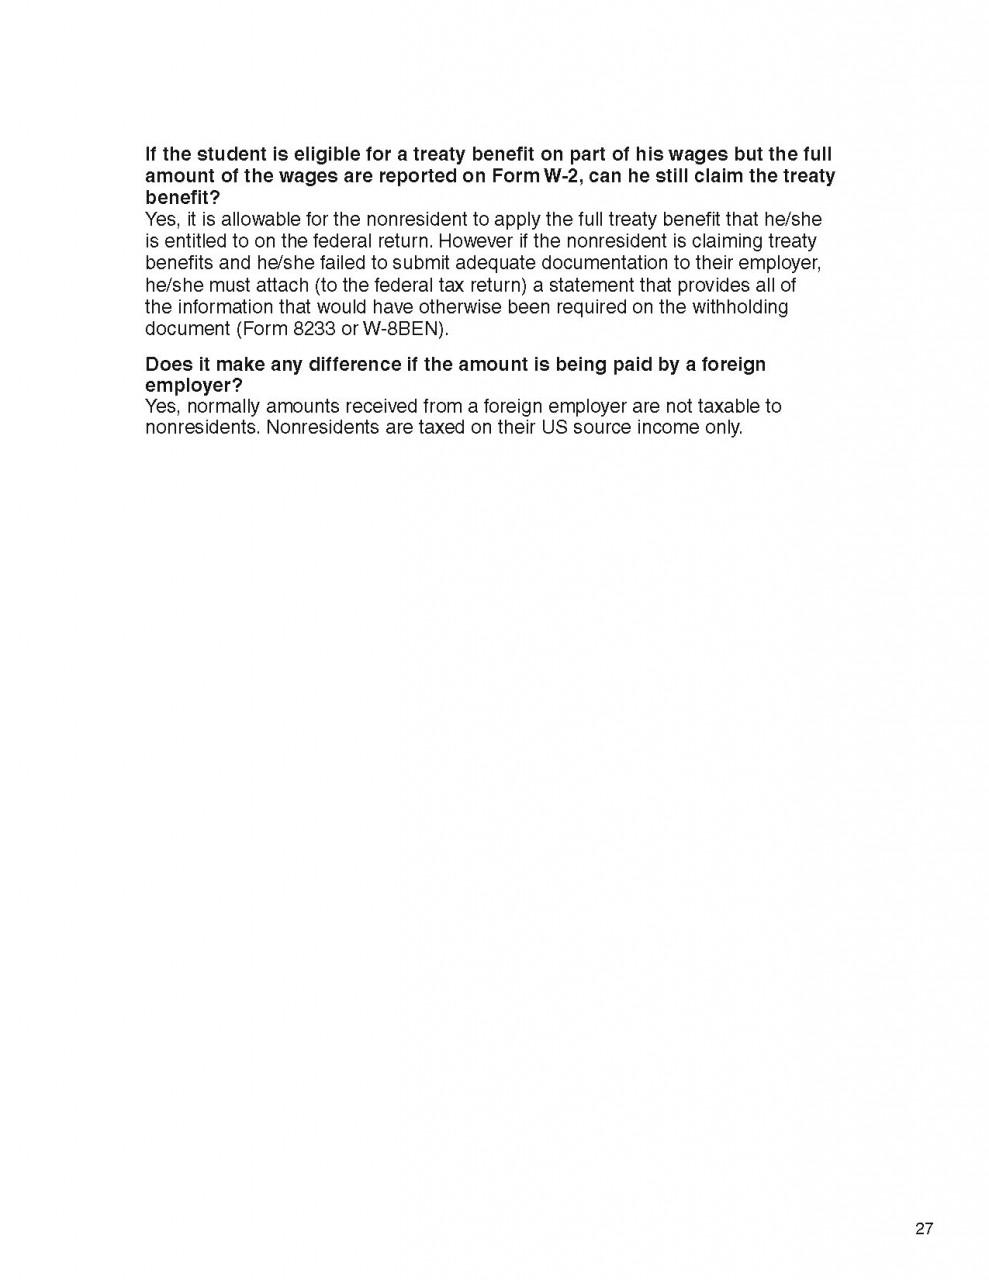 If the student is eligible for a treaty benefit on part of his wages but the full
amount of the wages are reported on Form W-2, can he still claim the treaty
benefit?
Yes, it is allowable for the nonresident to apply the full treaty benefit that he/she
is entitled to on the federal return. However if the nonresident is claiming treaty
benefits and he/she failed to submit adequate documentation to their employer,
he/she must attach (to the federal tax return) a statement that provides all of
the information that would have otherwise been required on the withholding
document (Form 8233 or W-8BEN).
Does it make any difference if the amount is being paid by a foreign
employer?
Yes, normally amounts received from a foreign employer are not taxable to
nonresidents. Nonresidents are taxed on their US source income only.
27